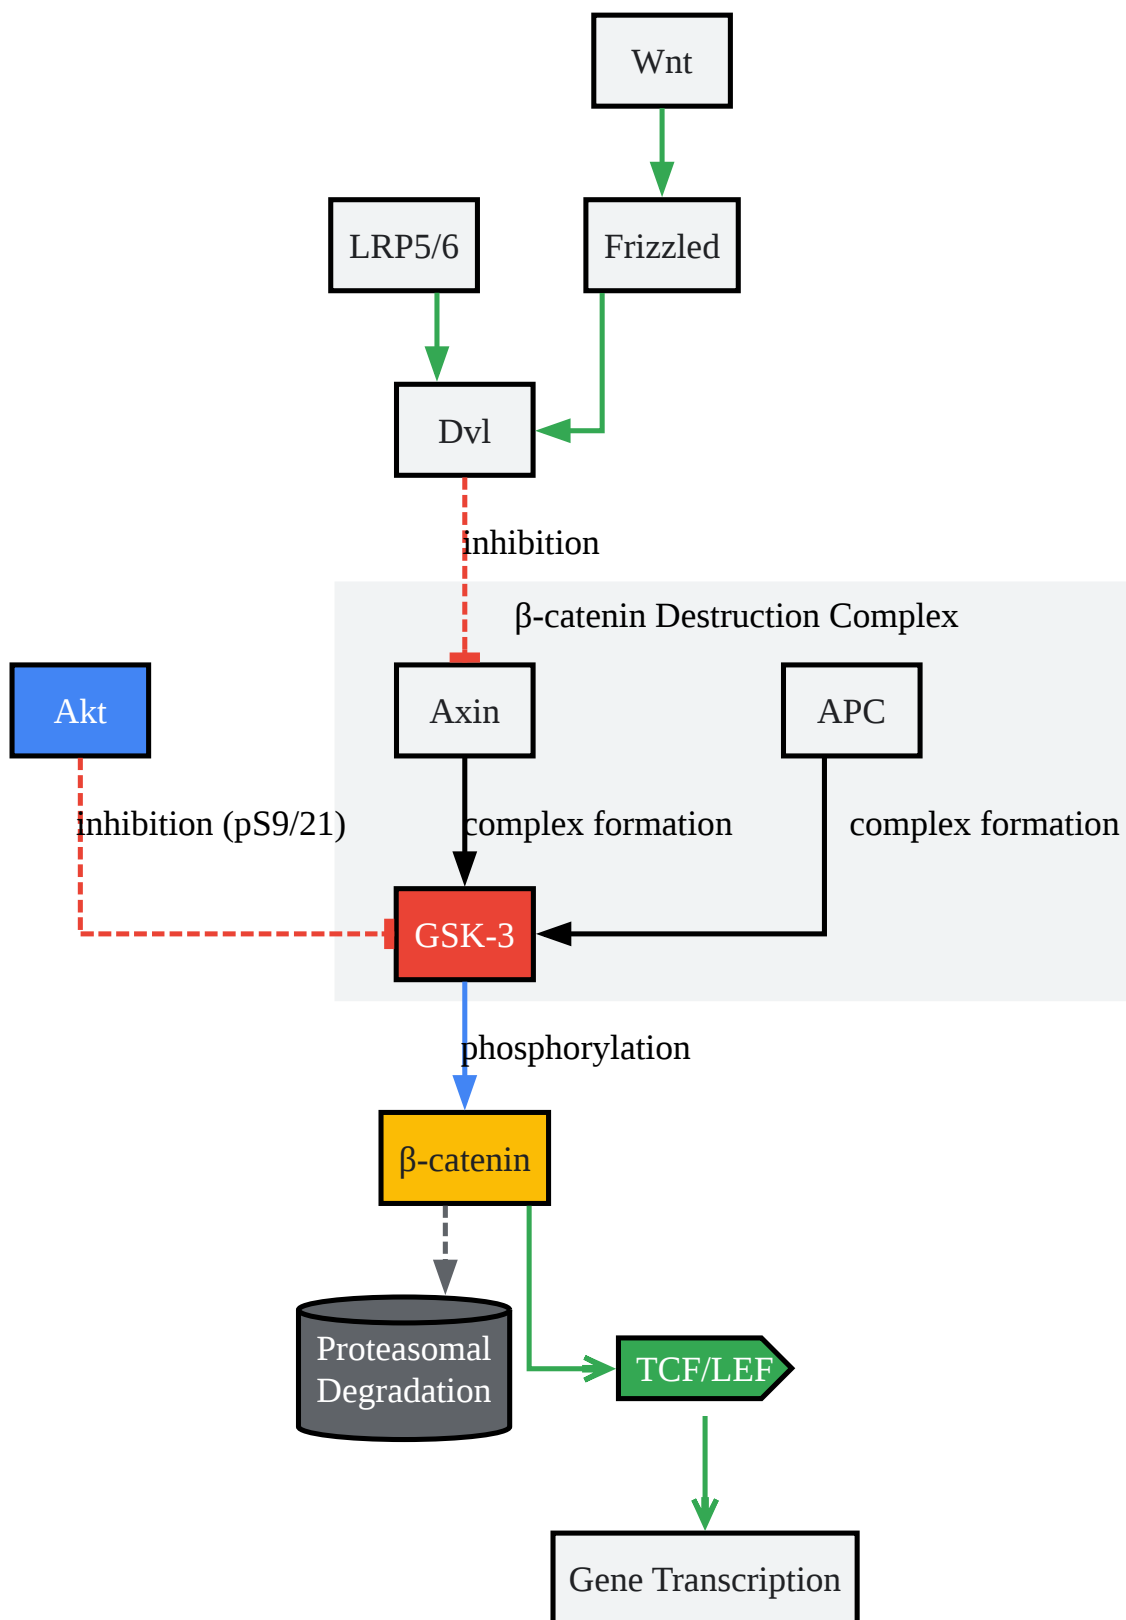 Wnt
LRP5/6
Frizzled
Dvl
inhibition
β-catenin Destruction Complex
Akt
Axin
APC
inhibition (pS9/21)
complex formation
complex formation
GSK-3
phosphorylation
β-catenin
Proteasomal
Degradation
TCF/LEF
Gene Transcription